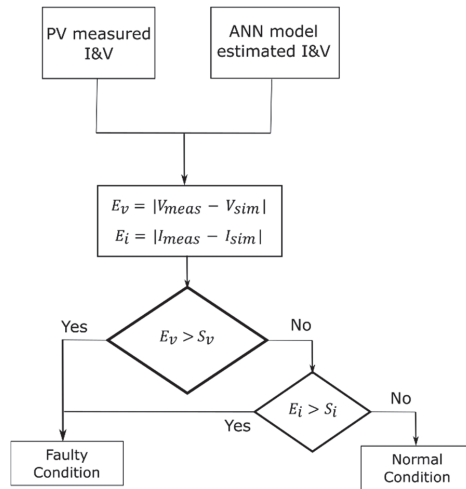 PV measured
I&V
ANN model
estimated I&V
E_v = |V_meas − V_sim|
E_i = |I_meas − I_sim|
Yes
E_v > S_v
No
E_i > S_i
No
Yes
Faulty
Condition
Normal
Condition